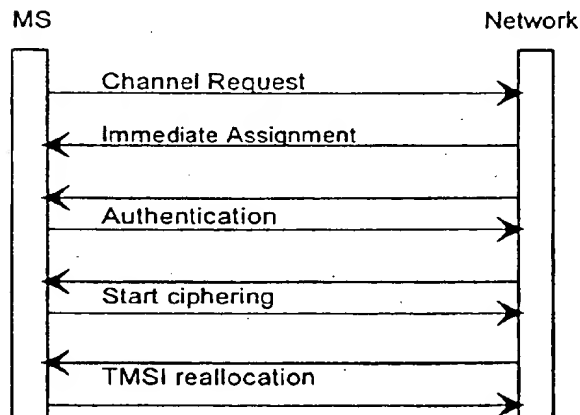 MS Network
Channel Request
Immediate Assignment
Authentication
Start ciphering
TMSI reallocation